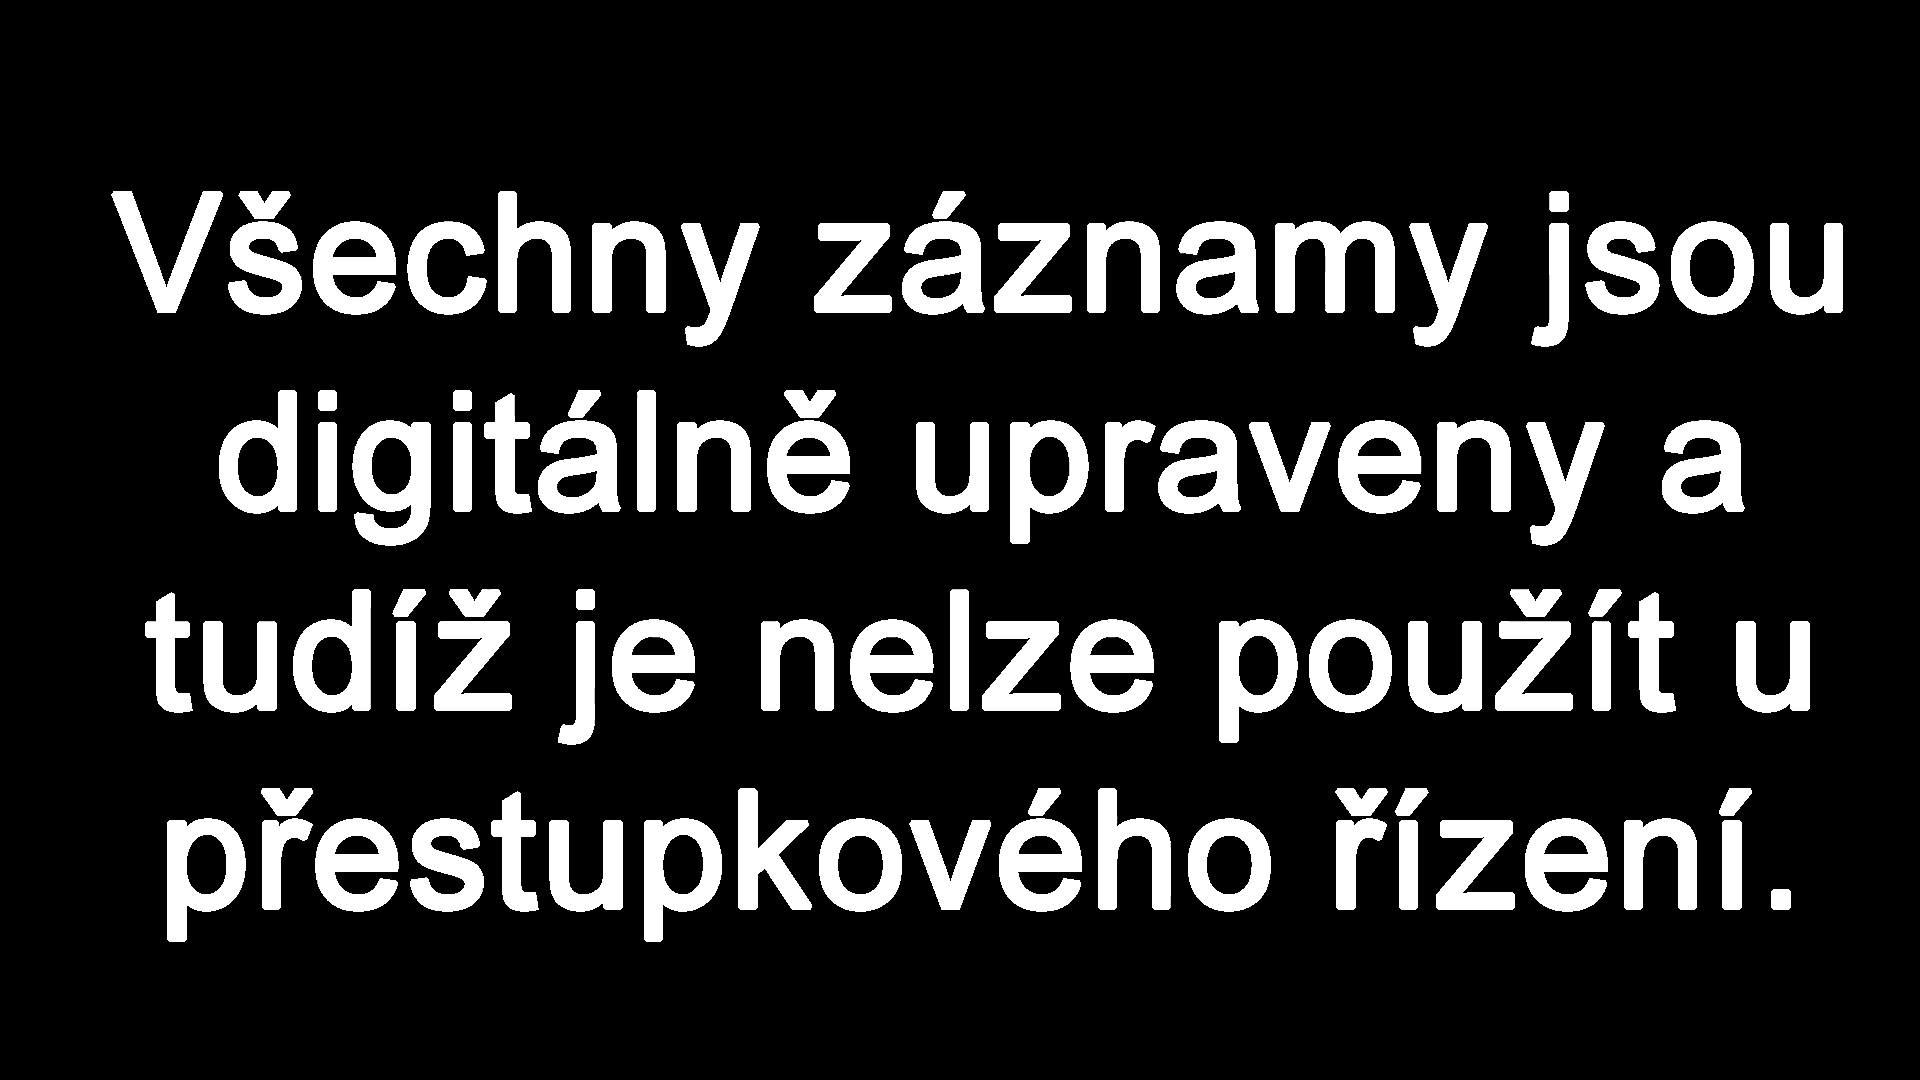 Všechny záznamy jsou
digitálně upraveny a
tudíž je nelze použít u
přestupkového řízení.